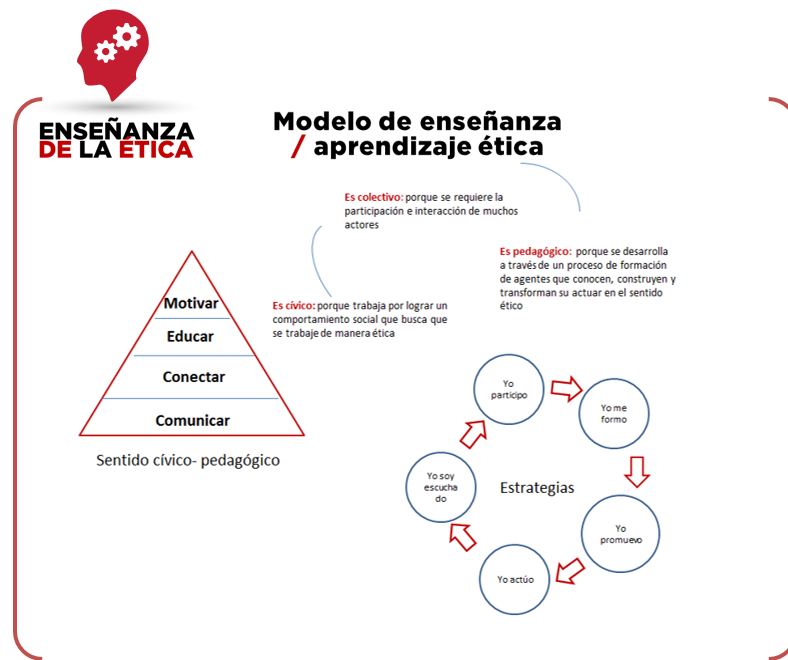 ENSEÑANZA
DE LA ÉTICA
Modelo de enseñanza
/ aprendizaje ética
Es colectivo: porque se requiere la
participación e interacción de muchos
actores
Es pedagógico: porque se desarrolla
a través de un proceso de formación
de agentes que conocen, construyen y
transforman su actuar en el sentido
ético
Es cívico: porque trabaja por lograr un
comportamiento social que busca que
se trabaje de manera ética
Motivar
Educar
Conectar
Comunicar
Sentido cívico- pedagógico
Yo
participo
Yo me
formo
Yo
promuevo
Yo actúo
Yo soy
escucha
do
Estrategias